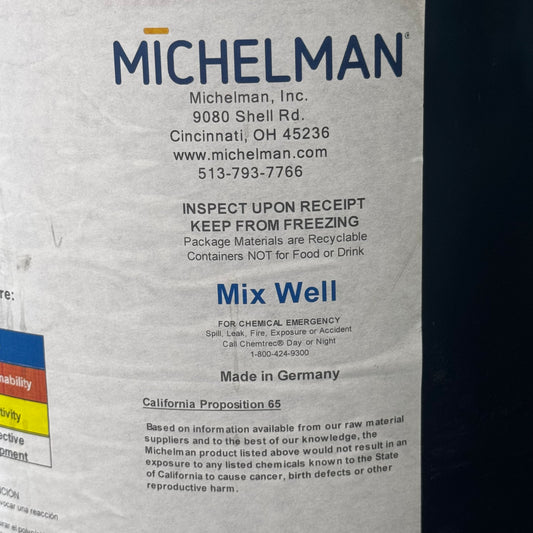 MICHELMAN®
Michelman, Inc.
9080 Shell Rd.
Cincinnati, OH 45236
www.michelman.com
513-793-7766
INSPECT UPON RECEIPT
KEEP FROM FREEZING
Package Materials are Recyclable
Containers NOT for Food or Drink
re:
Mix Well
FOR CHEMICAL EMERGENCY
Spill, Leak, Fire, Exposure or Accident
Call Chemtrec® Day or Night
1-800-424-9300
Made in Germany
mability
tivity
ective
pment
California Proposition 65
Based on information available from our raw material
suppliers and to the best of our knowledge, the
Michelman product listed above would not result in an
exposure to any listed chemicals known to the State
of California to cause cancer, birth defects or other
reproductive harm.
CION
vocar una reacción